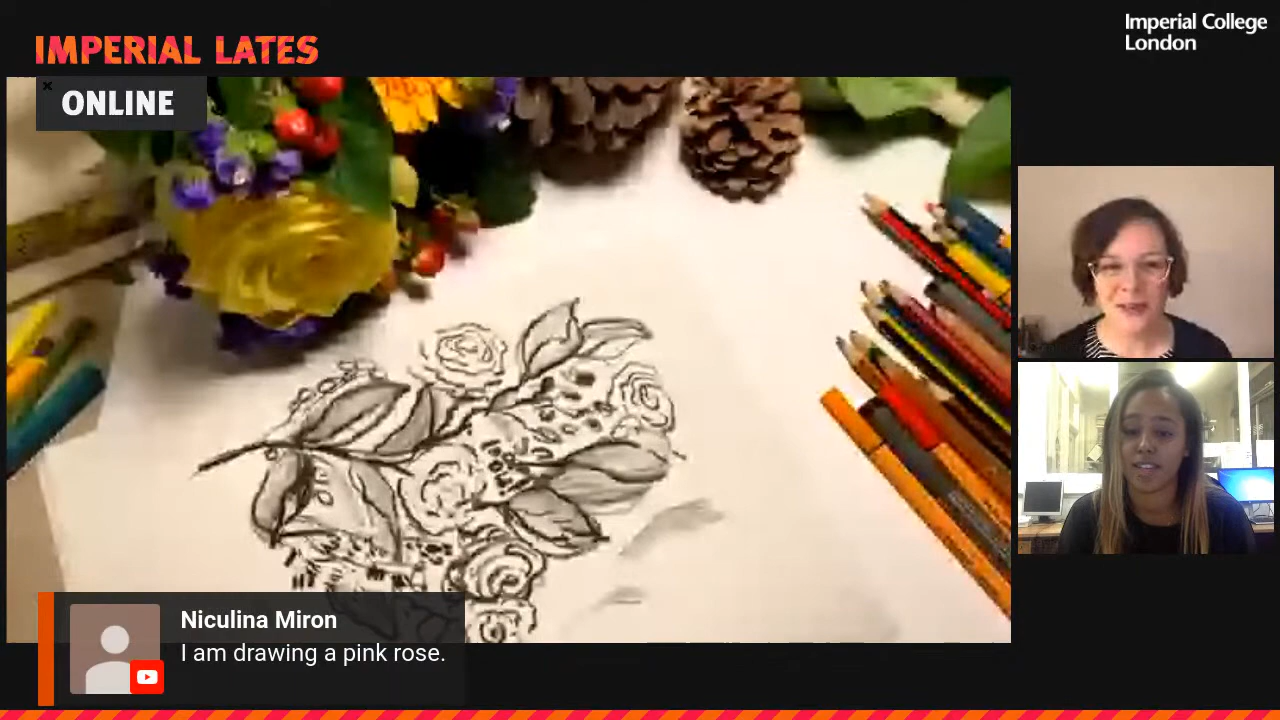 IMPERIAL LATES
ONLINE
Imperial College
London
Niculina Miron
I am drawing a pink rose.